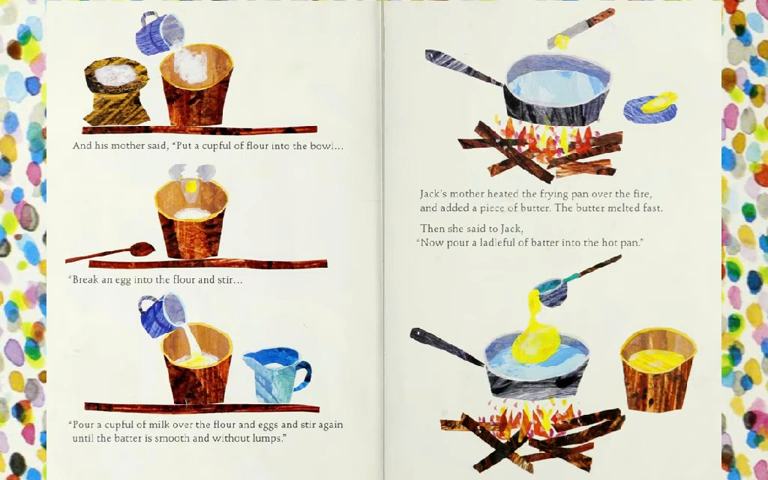 And his mother said, "Put a cupful of flour into the bowl...
"Break an egg into the flour and stir...
"Pour a cupful of milk over the flour and eggs and stir again
until the batter is smooth and without lumps."
Jack's mother heated the frying pan over the fire,
and added a piece of butter. The butter melted fast.
Then she said to Jack,
"Now pour a ladleful of batter into the hot pan."